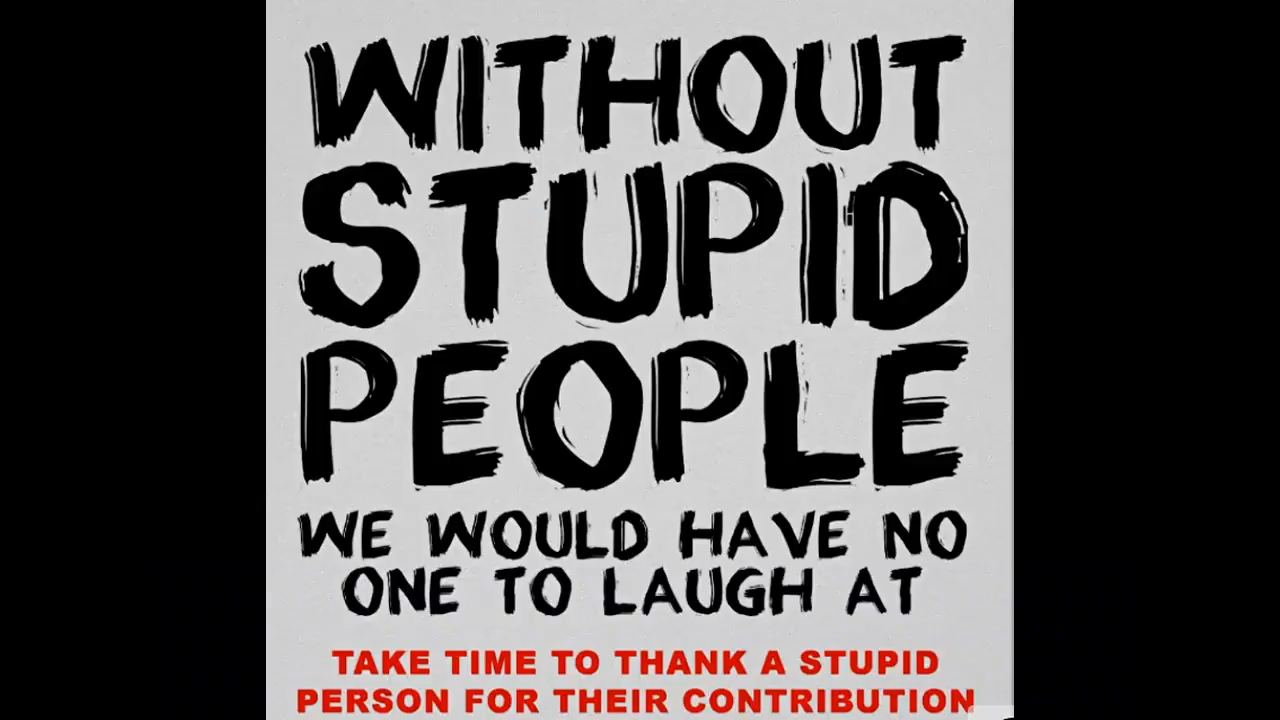 WITHOUT
STUPID
PEOPLE
WE WOULD HAVE NO
ONE TO LAUGH AT
TAKE TIME TO THANK A STUPID
PERSON FOR THEIR CONTRIBUTION